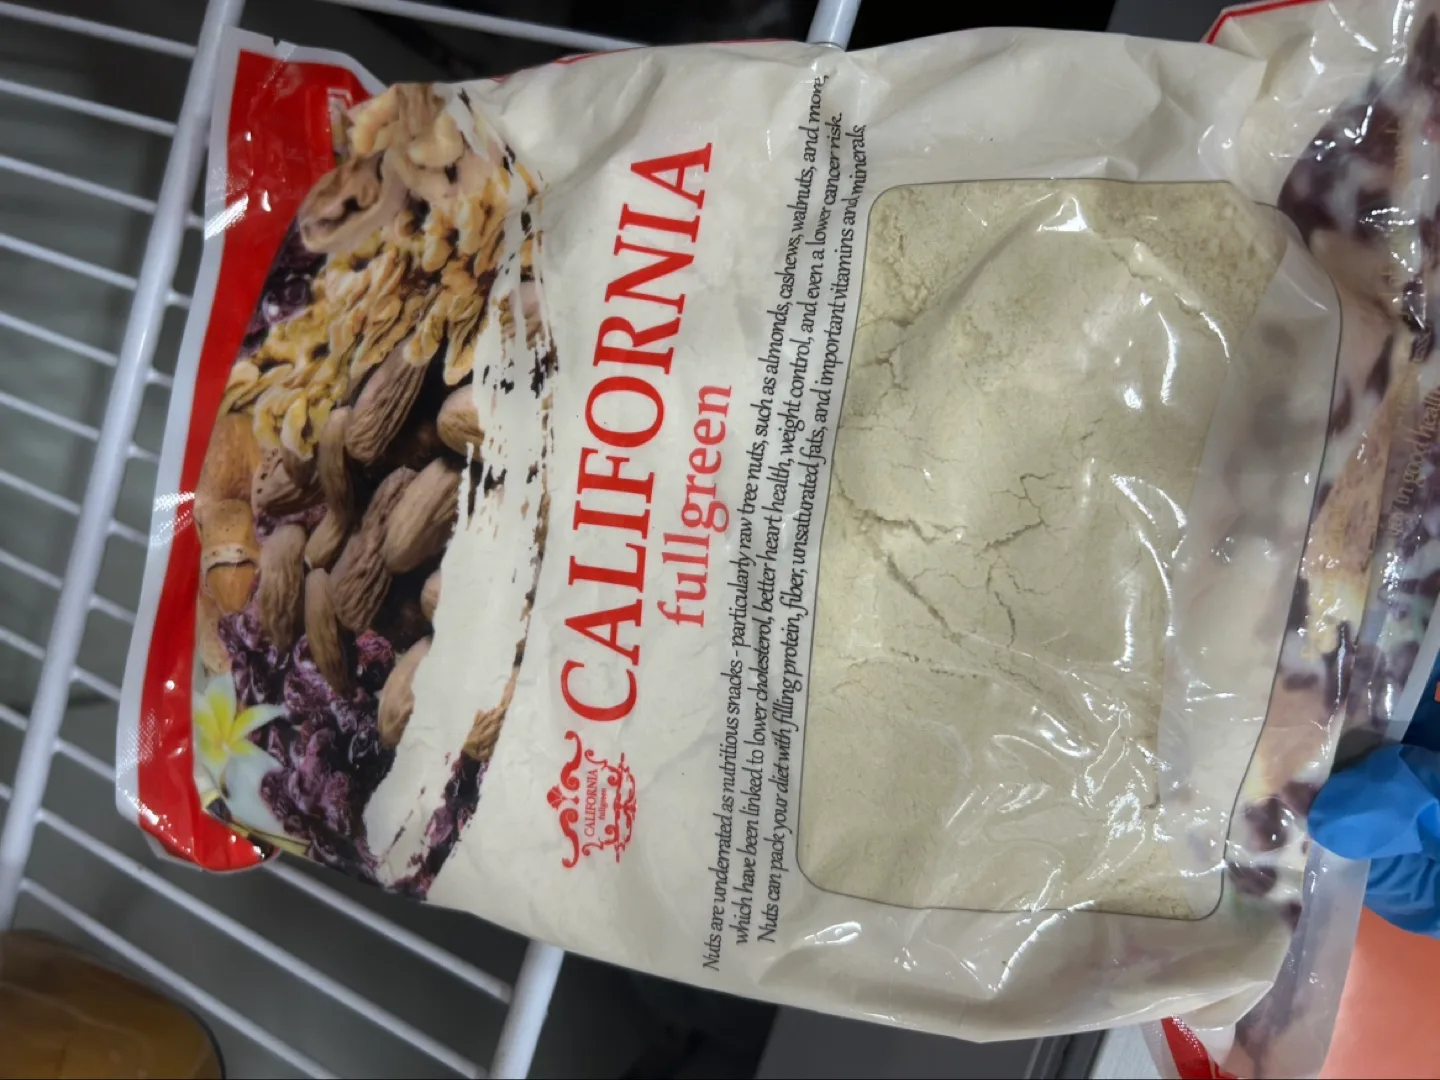 CALIFORNIA
fullgreen
CALIFORNIA
fullgreen
Nuts are underrated as nutritious snacks - particularly raw tree nuts, such as almonds, cashews, walnuts, and more,
which have been linked to lower cholesterol, better heart health, weight control, and even a lower cancer risk.
Nuts can pack your diet with filling protein, fiber, unsaturated fats, and important vitamins and minerals,